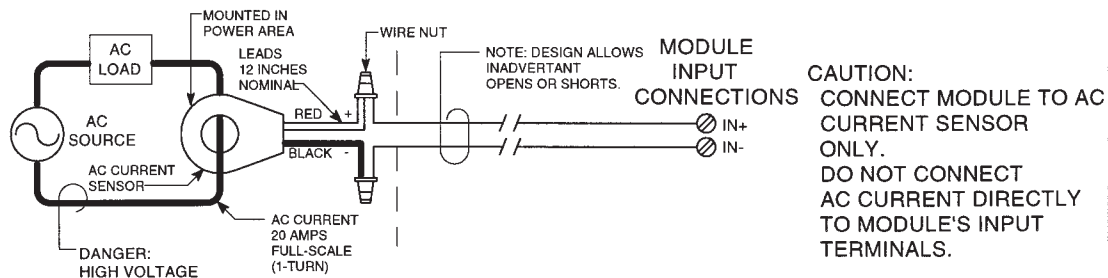 MOUNTED IN
POWER AREA
AC
LOAD
LEADS
12 INCHES
NOMINAL
WIRE NUT
NOTE: DESIGN ALLOWS
INADVERTANT
OPENS OR SHORTS.
MODULE
INPUT
CONNECTIONS
RED
+
IN+
AC
SOURCE
BLACK
-
IN-
AC CURRENT
SENSOR
AC CURRENT
20 AMPS
FULL-SCALE
(1-TURN)
DANGER:
HIGH VOLTAGE
CAUTION:
CONNECT MODULE TO AC
CURRENT SENSOR
ONLY.
DO NOT CONNECT
AC CURRENT DIRECTLY
TO MODULE'S INPUT
TERMINALS.